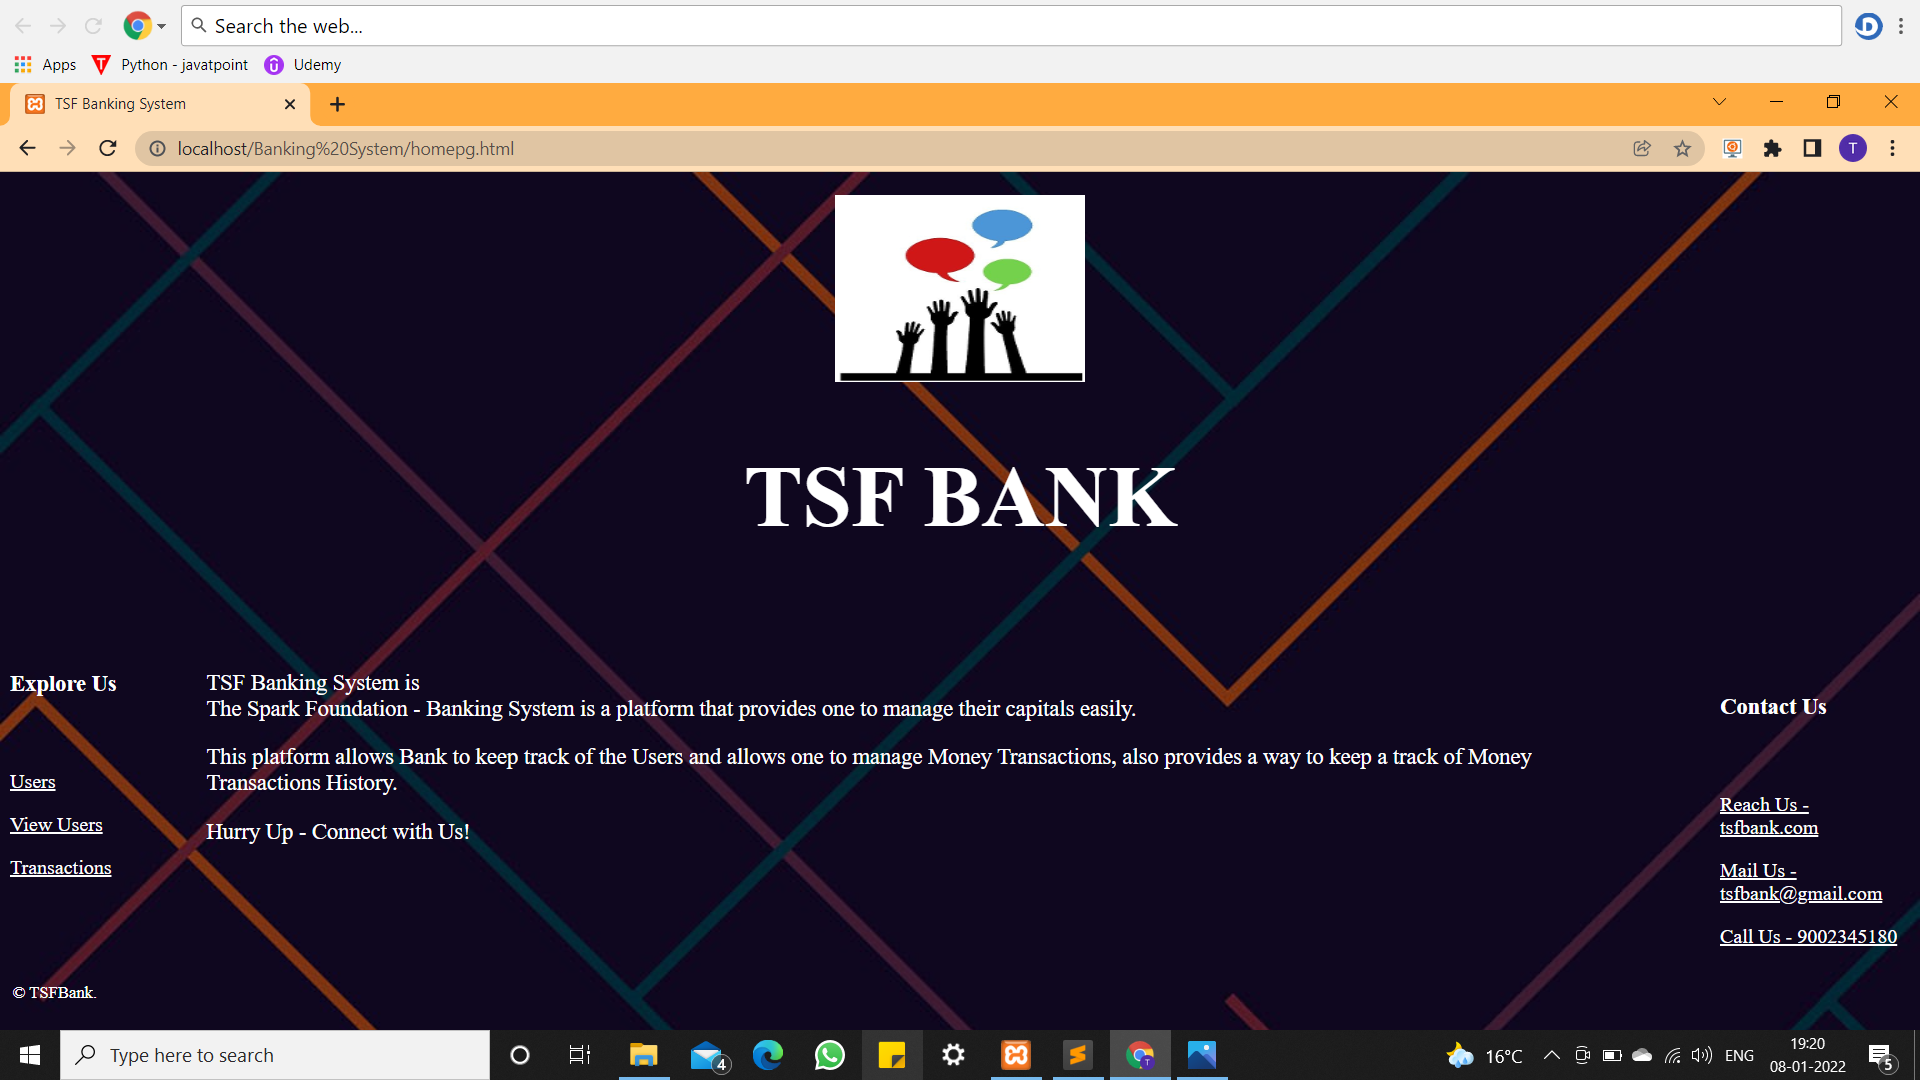 Search the web...
Apps
Python - javatpoint
Udemy
TSF Banking System
localhost/Banking%20System/homepg.html
T
TSF BANK
Explore Us
Users
View Users
Transactions
TSF Banking System is
The Spark Foundation - Banking System is a platform that provides one to manage their capitals easily.
This platform allows Bank to keep track of the Users and allows one to manage Money Transactions, also provides a way to keep a track of Money
Transactions History.
Hurry Up - Connect with Us!
Contact Us
Reach Us -
tsfbank.com
Mail Us -
tsfbank@gmail.com
Call Us - 9002345180
© TSFBank.
Type here to search
4
T
16°C
ENG
19:20
08-01-2022
5